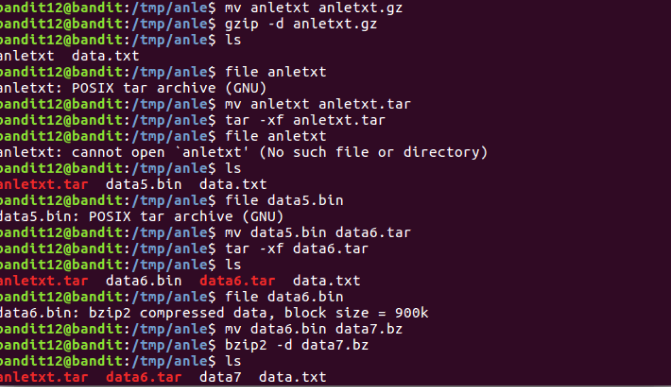 bandit12@bandit:/tmp/anle$ mv anletxt anletxt.gz
bandit12@bandit:/tmp/anle$ gzip -d anletxt.gz
bandit12@bandit:/tmp/anle$ ls
anletxt  data.txt
bandit12@bandit:/tmp/anle$ file anletxt
anletxt: POSIX tar archive (GNU)
bandit12@bandit:/tmp/anle$ mv anletxt anletxt.tar
bandit12@bandit:/tmp/anle$ tar -xf anletxt.tar
bandit12@bandit:/tmp/anle$ file anletxt
anletxt: cannot open `anletxt' (No such file or directory)
bandit12@bandit:/tmp/anle$ ls
anletxt.tar  data5.bin  data.txt
bandit12@bandit:/tmp/anle$ file data5.bin
data5.bin: POSIX tar archive (GNU)
bandit12@bandit:/tmp/anle$ mv data5.bin data6.tar
bandit12@bandit:/tmp/anle$ tar -xf data6.tar
bandit12@bandit:/tmp/anle$ ls
anletxt.tar  data6.bin  data6.tar  data.txt
bandit12@bandit:/tmp/anle$ file data6.bin
data6.bin: bzip2 compressed data, block size = 900k
bandit12@bandit:/tmp/anle$ mv data6.bin data7.bz
bandit12@bandit:/tmp/anle$ bzip2 -d data7.bz
bandit12@bandit:/tmp/anle$ ls
anletxt.tar  data6.tar  data7  data.txt